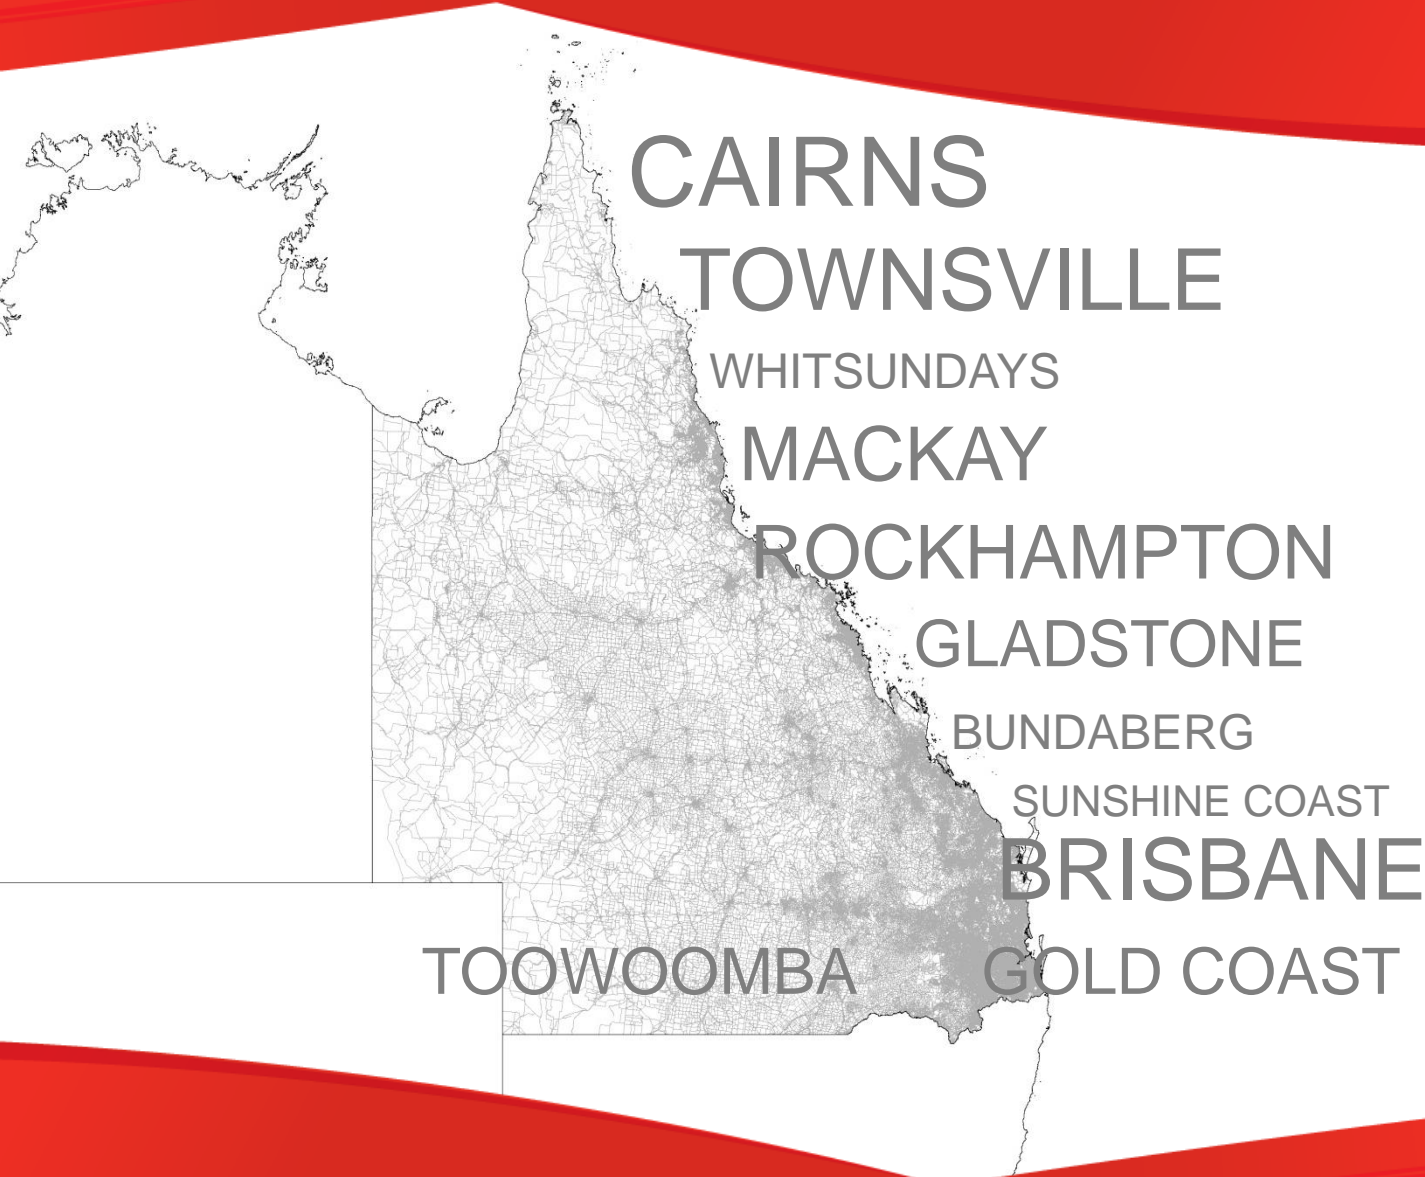 CAIRNS
TOWNSVILLE
WHITSUNDAYS
MACKAY
ROCKHAMPTON
GLADSTONE
BUNDABERG
SUNSHINE COAST
BRISBANE
TOOWOOMBA
GOLD COAST